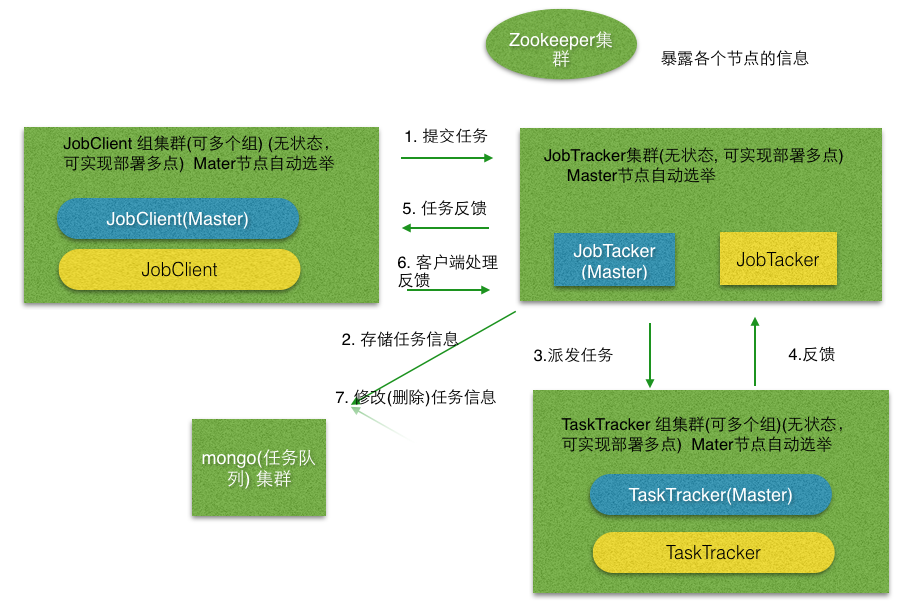 Zookeeper集
群
暴露各个节点的信息
JobClient 组集群(可多个组) (无状态，
可实现部署多点)  Mater节点自动选举
JobClient(Master)
JobClient
1. 提交任务
5. 任务反馈
6. 客户端处理
反馈
JobTracker集群(无状态, 可实现部署多点)
Master节点自动选举
JobTacker
(Master)
JobTacker
2. 存储任务信息
3.派发任务
4.反馈
7. 修改(删除)任务信息
mongo(任务队
列) 集群
TaskTracker 组集群(可多个组)(无状态，
可实现部署多点)  Mater节点自动选举
TaskTracker(Master)
TaskTracker